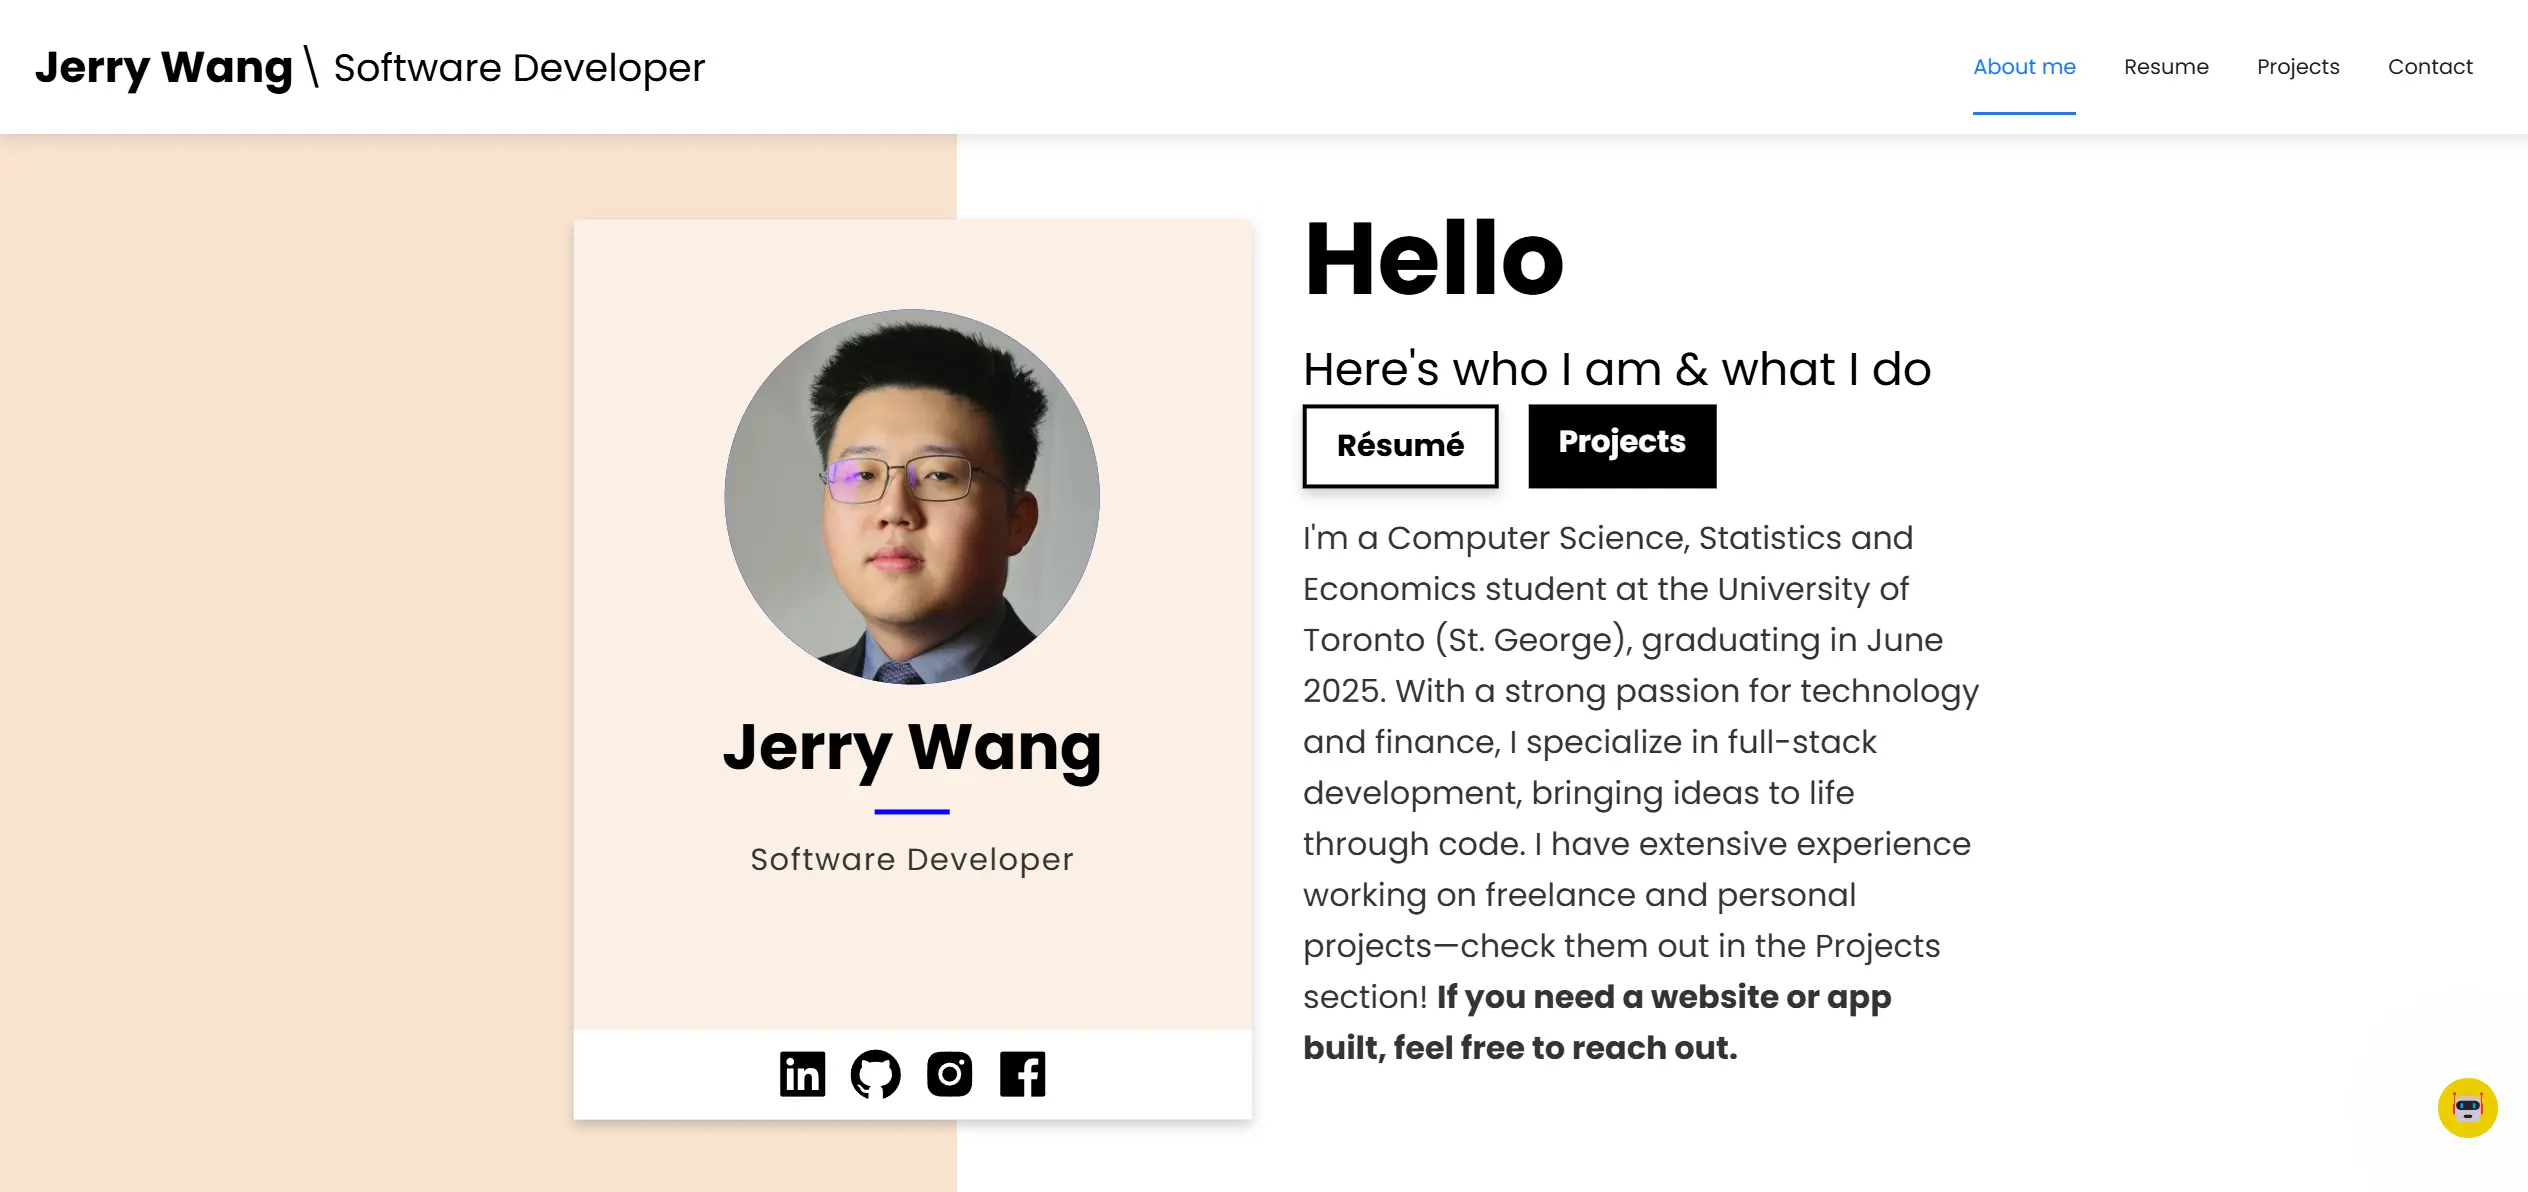 Jerry Wang \ Software Developer
About me
Resume
Projects
Contact
Jerry Wang
Software Developer
in
Hello
Here's who I am & what I do
Résumé
Projects
I'm a Computer Science, Statistics and
Economics student at the University of
Toronto (St. George), graduating in June
2025. With a strong passion for technology
and finance, I specialize in full-stack
development, bringing ideas to life
through code. I have extensive experience
working on freelance and personal
projects—check them out in the Projects
section! If you need a website or app
built, feel free to reach out.